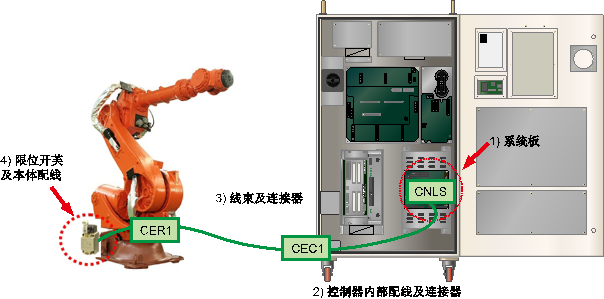 1) 系统板
CNLS
4) 限位开关
及本体配线
3) 线束及连接器
CER1
CEC1
2) 控制器内部配线及连接器